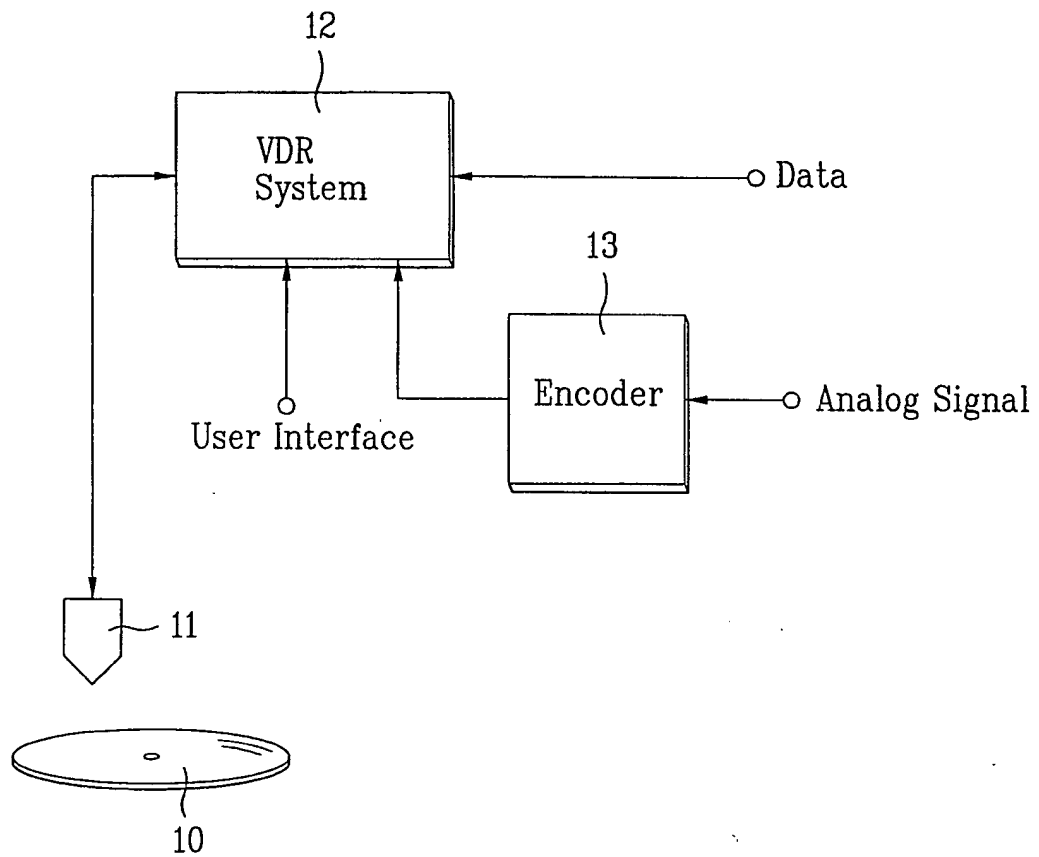 12
VDR
System
Data
13
Encoder
Analog Signal
User Interface
11
10